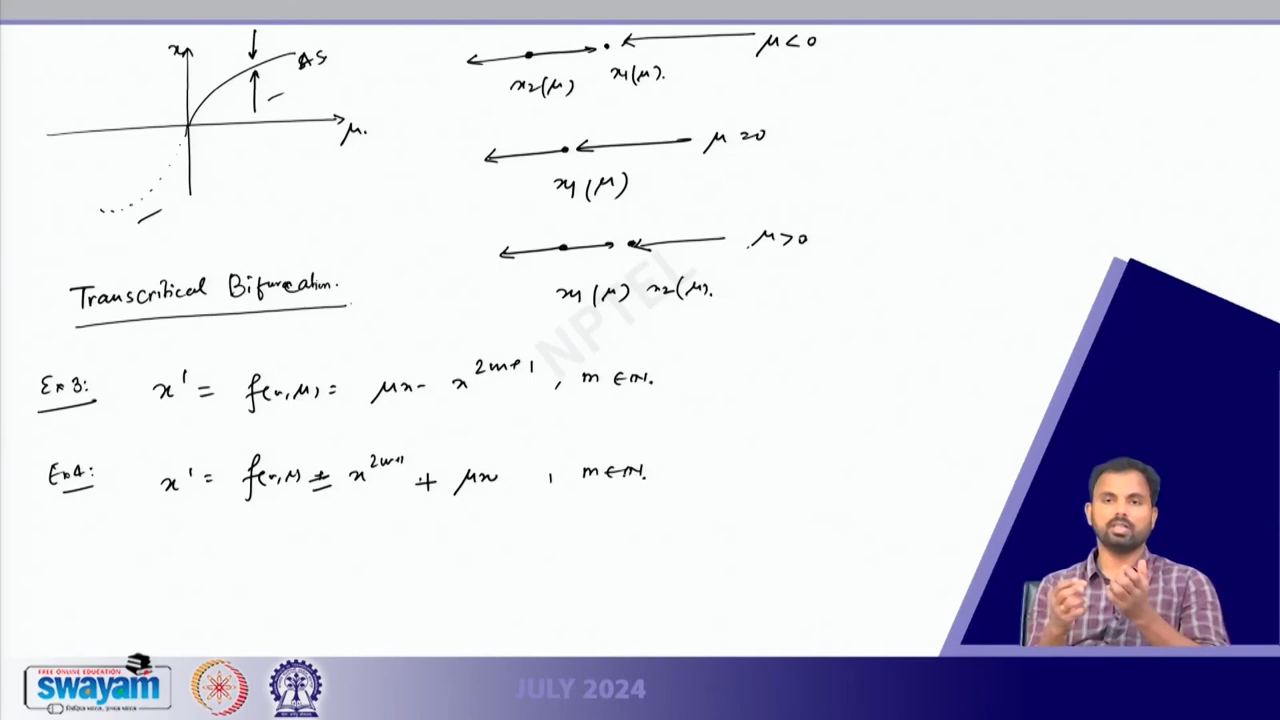 x
AS
μ.
μ<0
x2(μ)
x1(μ).
μ=0
x1(μ)
μ>0
x1(μ) x2(μ).
Transcritical Bifurcation.
Ex 3: x' = f(x,μ) = μx - x^{2m+1}, m ∈ ℕ.
Ex 4: x' = f(x,μ) = x^{2m+1} + μx, m ∈ ℕ.
NPTEL
FREE ONLINE EDUCATION
swayam
JULY 2024